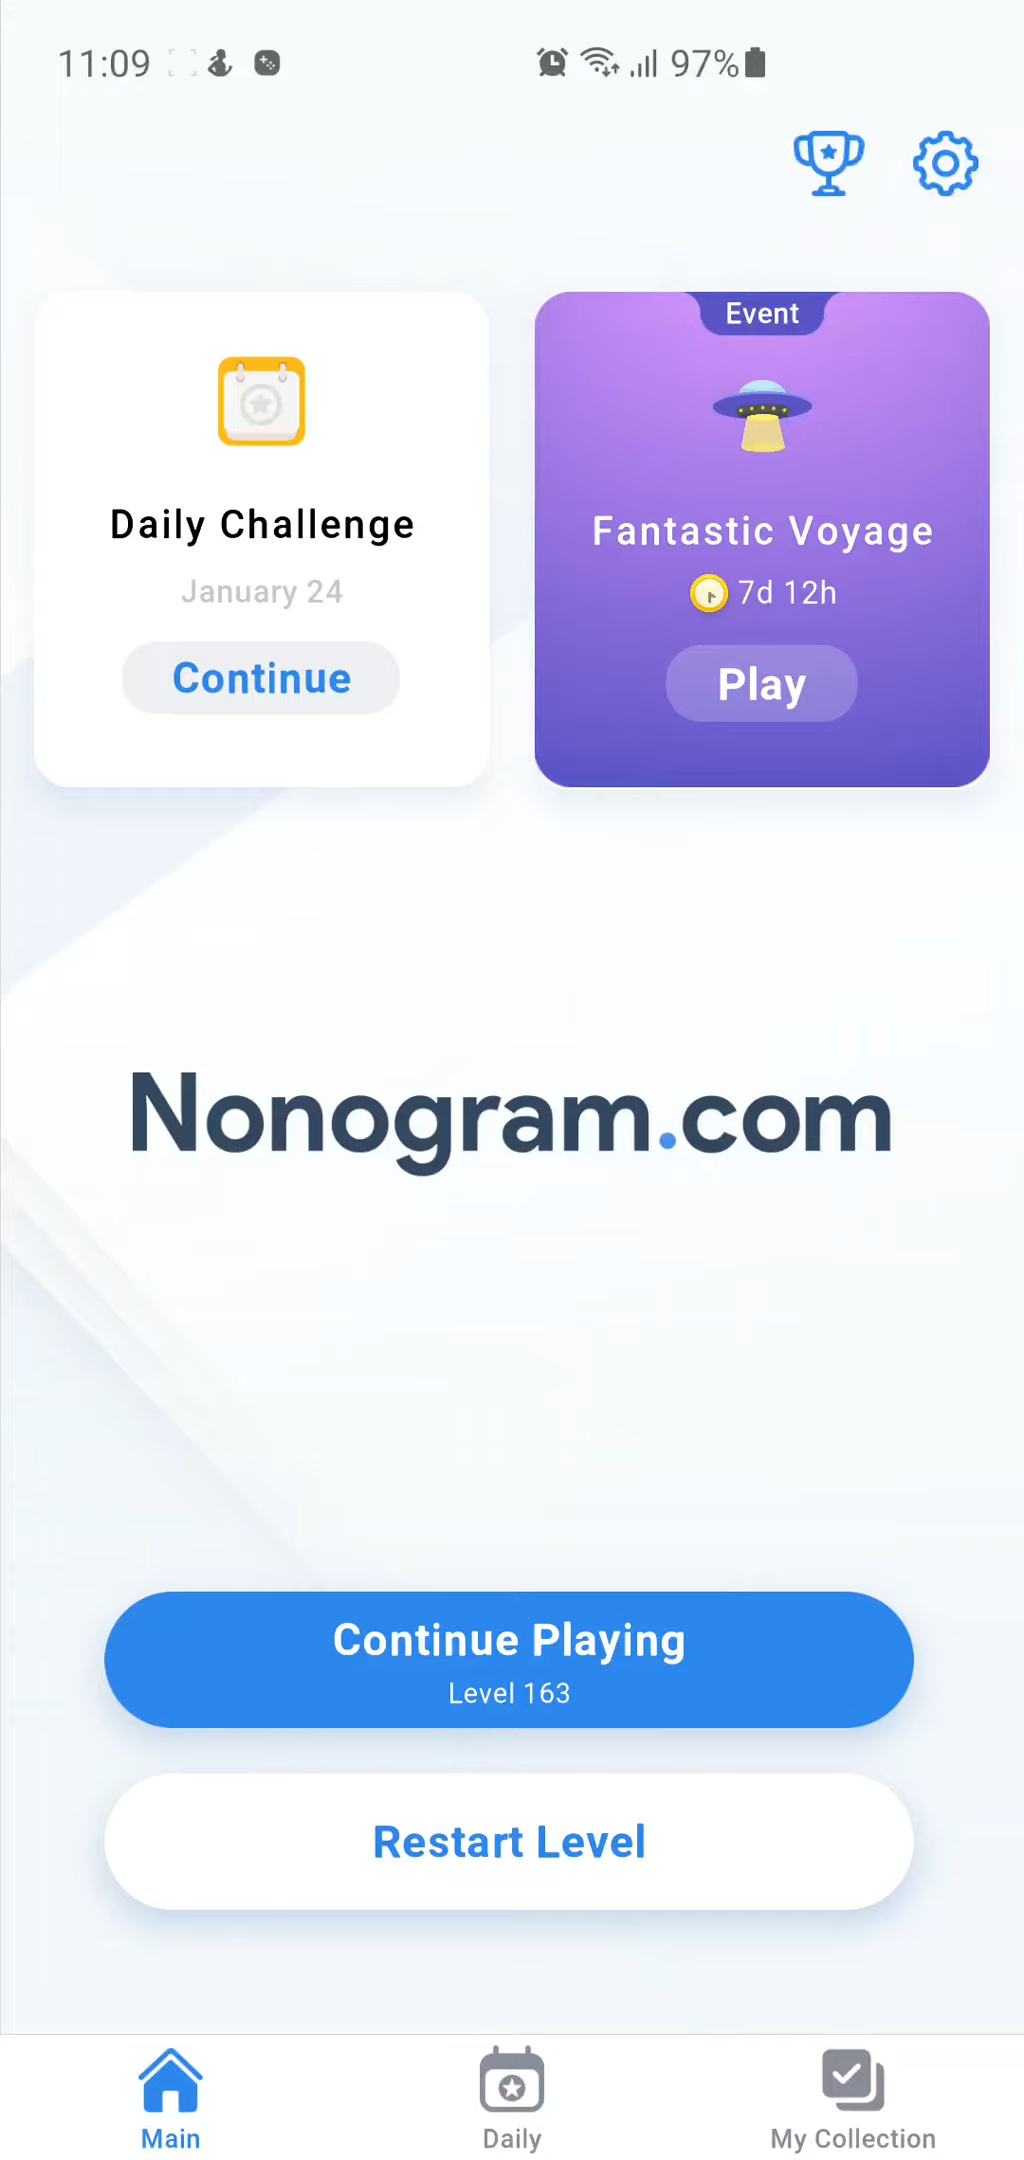 11:09
97%
Event
Daily Challenge
January 24
Continue
Fantastic Voyage
7d 12h
Play
Nonogram.com
Continue Playing
Level 163
Restart Level
Main
Daily
My Collection